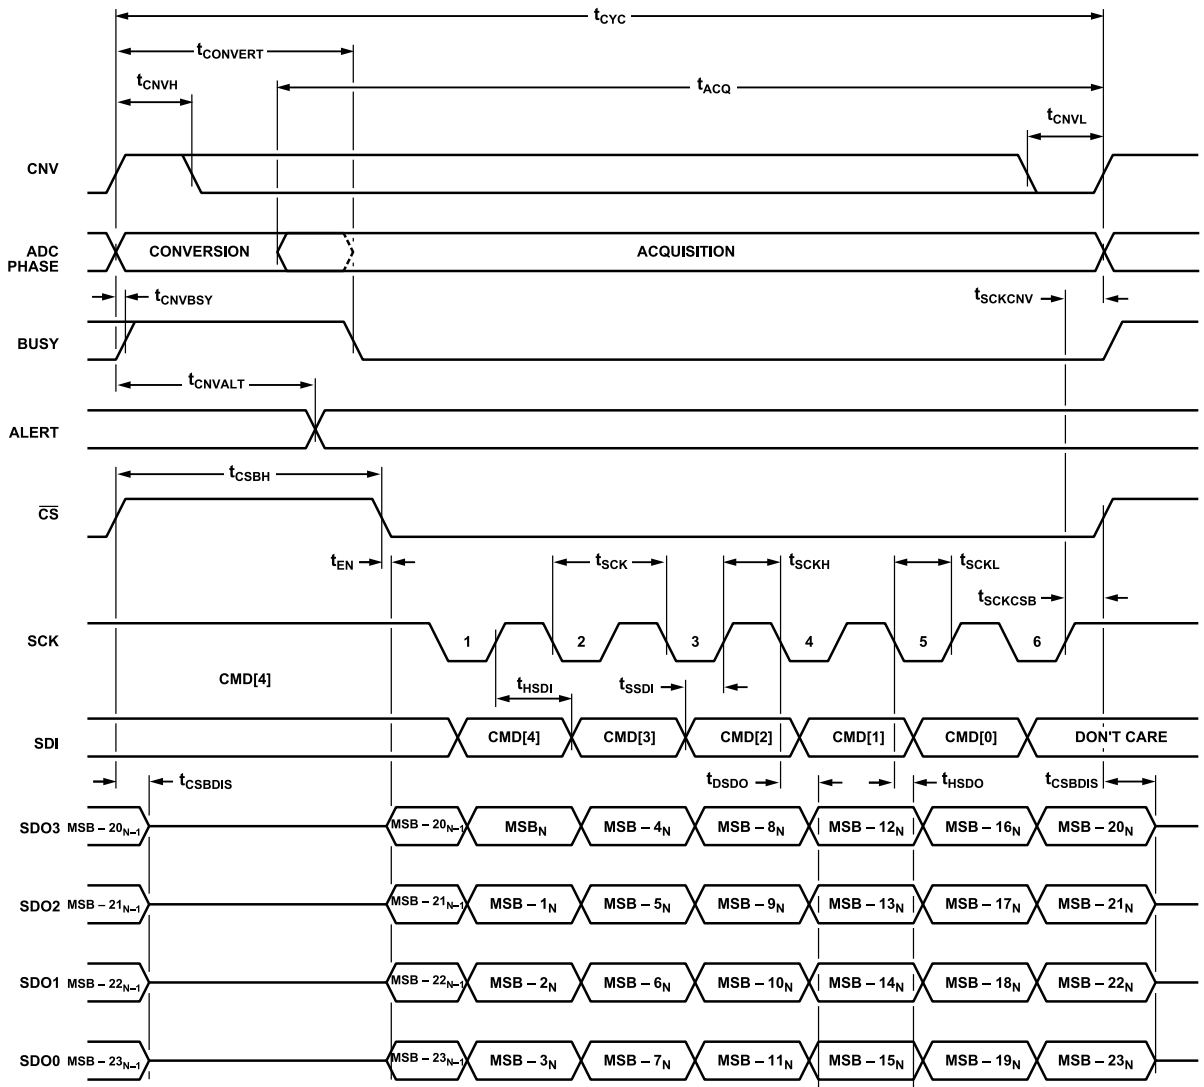 tCYC
tCONVERT
tCNVH
tACQ
tCNVL
CNV
ADC PHASE
CONVERSION
ACQUISITION
tCNVBSY
tSCKCNV
BUSY
tCNVALT
ALERT
tCSBH
CS
tEN
tSCK
tSCKH
tSCKL
tSCKCSB
SCK
1 2 3 4 5 6
CMD[4]
tHSDI
tSSDI
SDI
CMD[4] CMD[3] CMD[2] CMD[1] CMD[0] DON'T CARE
tCSBDIS
tDSDO
tHSDO
tCSBDIS
SDO3 MSB – 20N–1 MSB – 20N–1 MSBN MSB – 4N MSB – 8N MSB – 12N MSB – 16N MSB – 20N
SDO2 MSB – 21N–1 MSB – 21N–1 MSB – 1N MSB – 5N MSB – 9N MSB – 13N MSB – 17N MSB – 21N
SDO1 MSB – 22N–1 MSB – 22N–1 MSB – 2N MSB – 6N MSB – 10N MSB – 14N MSB – 18N MSB – 22N
SDO0 MSB – 23N–1 MSB – 23N–1 MSB – 3N MSB – 7N MSB – 11N MSB – 15N MSB – 19N MSB – 23N